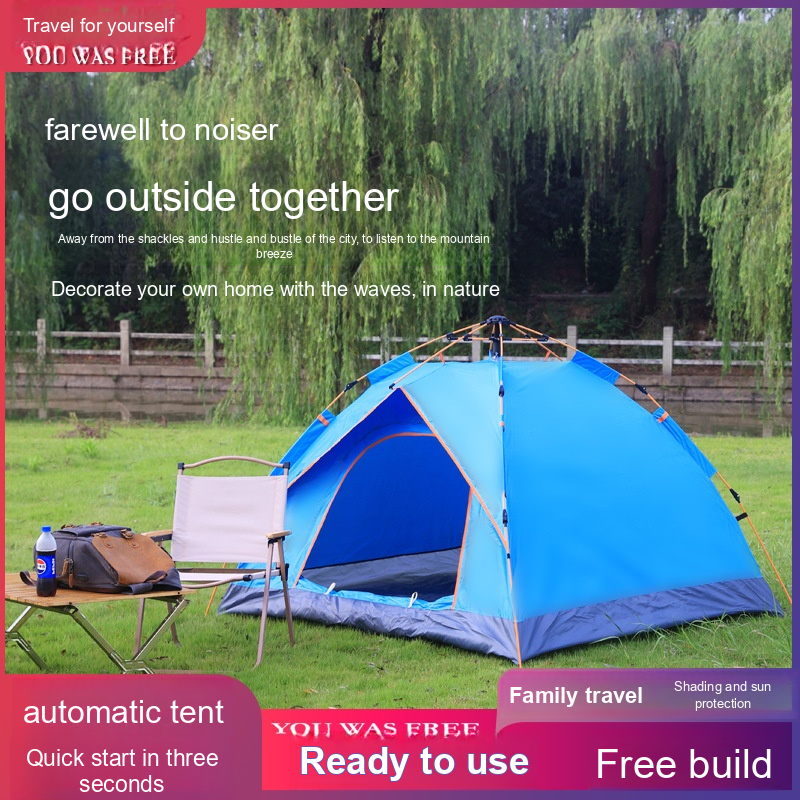 Travel for yourself
YOU WAS FREE
farewell to noiser
go outside together
Away from the shackles and hustle and bustle of the city, to listen to the mountain
breeze
Decorate your own home with the waves, in nature
pepsi
automatic tent
Quick start in three
seconds
YOU WAS FREE
Ready to use
Family travel
Shading and sun
protection
Free build